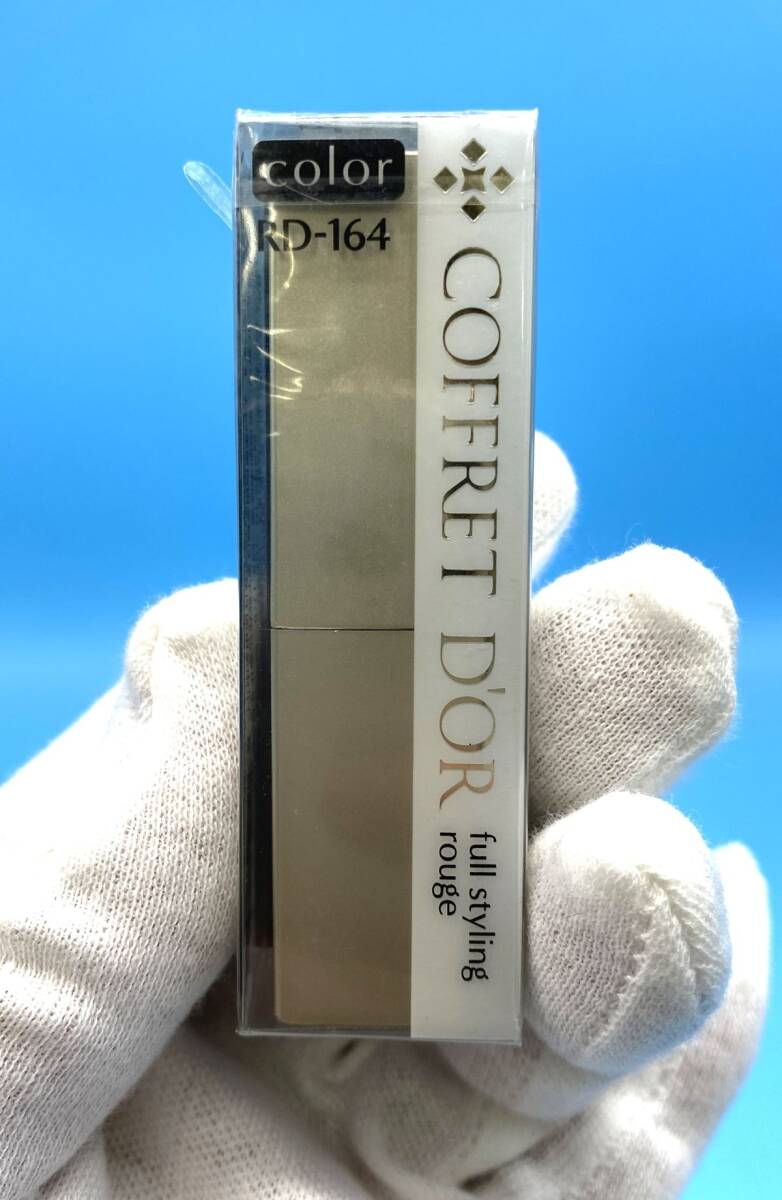 color
RD-164
COFFRET D'OR
full styling
rouge